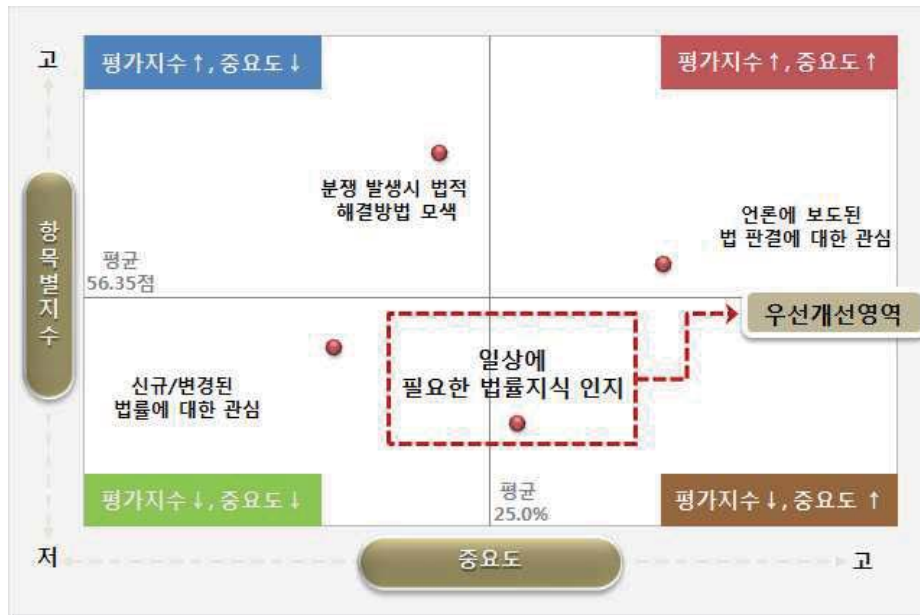 고
평가지수↑, 중요도↓
평가지수↑, 중요도↑
분쟁 발생시 법적
해결방법 모색
언론에 보도된
법 판결에 대한 관심
항목별지수
평균
56.35점
우선개선영역
일상에
필요한 법률지식 인지
신규/변경된
법률에 대한 관심
평가지수↓, 중요도↓
평균
25.0%
평가지수↓, 중요도 ↑
저
중요도
고